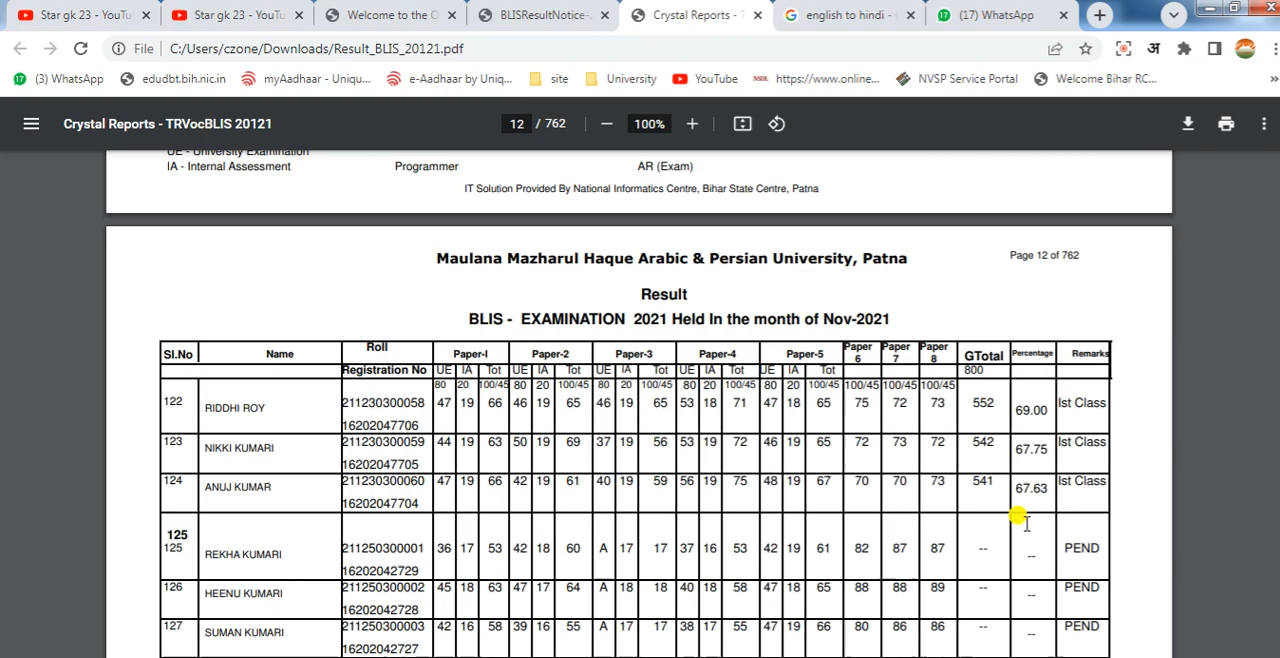 Star gk 23 - YouTu
Star gk 23 - YouTu
Welcome to the O
BLISResultNotice-
Crystal Reports - T
english to hindi -
(17) WhatsApp
File C:/Users/czone/Downloads/Result_BLIS_20121.pdf
अ
(3) WhatsApp edudbt.bih.nic.in myAadhaar - Uniqu... e-Aadhaar by Uniq... site University YouTube NSDL https://www.online... NVSP Service Portal Welcome Bihar RC... »
Crystal Reports - TRVocBLIS 20121 12 / 762 100%
UE - University Examination
IA - Internal Assessment Programmer AR (Exam)
IT Solution Provided By National Informatics Centre, Bihar State Centre, Patna
Maulana Mazharul Haque Arabic & Persian University, Patna Page 12 of 762
Result
BLIS - EXAMINATION 2021 Held In the month of Nov-2021
Sl.No Name Roll Paper-I Paper-2 Paper-3 Paper-4 Paper-5 Paper 6 Paper 7 Paper 8 GTotal Percentage Remarks
Registration No UE IA Tot UE IA Tot UE IA Tot UE IA Tot UE IA Tot 800
80 20 100/45 80 20 100/45 80 20 100/45 80 20 100/45 80 20 100/45 100/45 100/45 100/45
122 RIDDHI ROY 211230300058 47 19 66 46 19 65 46 19 65 53 18 71 47 18 65 75 72 73 552 69.00 Ist Class
16202047706
123 NIKKI KUMARI 211230300059 44 19 63 50 19 69 37 19 56 53 19 72 46 19 65 72 73 72 542 67.75 Ist Class
16202047705
124 ANUJ KUMAR 211230300060 47 19 66 42 19 61 40 19 59 56 19 75 48 19 67 70 70 73 541 67.63 Ist Class
16202047704
125
125 REKHA KUMARI 211250300001 36 17 53 42 18 60 A 17 17 37 16 53 42 19 61 82 87 87 -- -- PEND
16202042729
126 HEENU KUMARI 211250300002 45 18 63 47 17 64 A 18 18 40 18 58 47 18 65 88 88 89 -- -- PEND
16202042728
127 SUMAN KUMARI 211250300003 42 16 58 39 16 55 A 17 17 38 17 55 47 19 66 80 86 86 -- -- PEND
16202042727